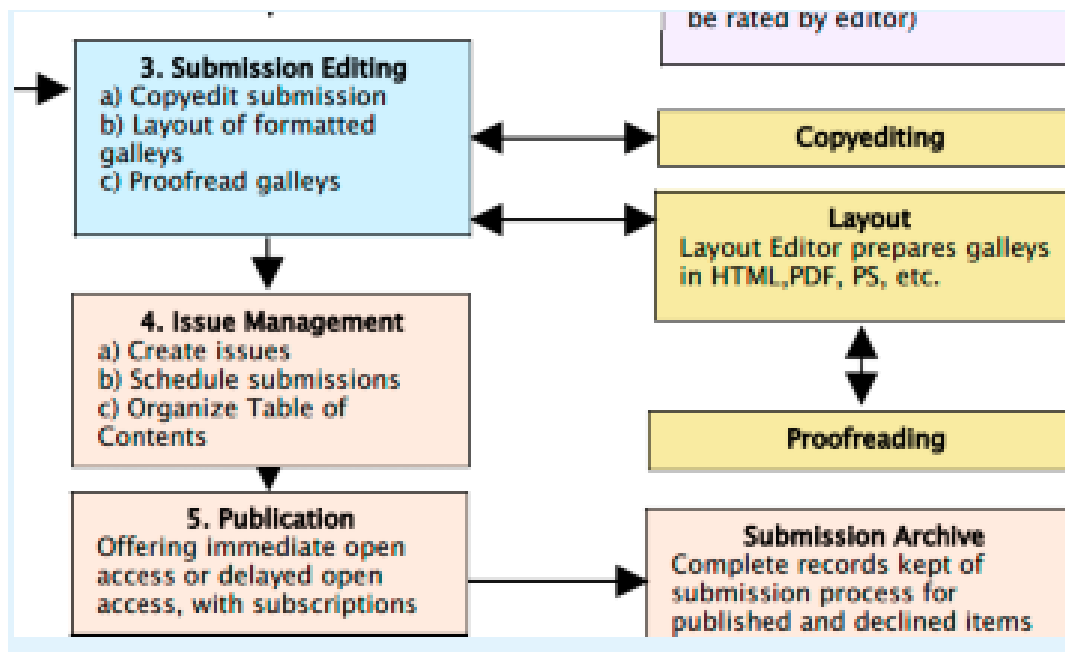 be rated by editor)
3. Submission Editing
a) Copyedit submission
b) Layout of formatted
galleys
c) Proofread galleys
Copyediting
Layout
Layout Editor prepares galleys
in HTML,PDF, PS, etc.
4. Issue Management
a) Create issues
b) Schedule submissions
c) Organize Table of
Contents
Proofreading
5. Publication
Offering immediate open
access or delayed open
access, with subscriptions
Submission Archive
Complete records kept of
submission process for
published and declined items